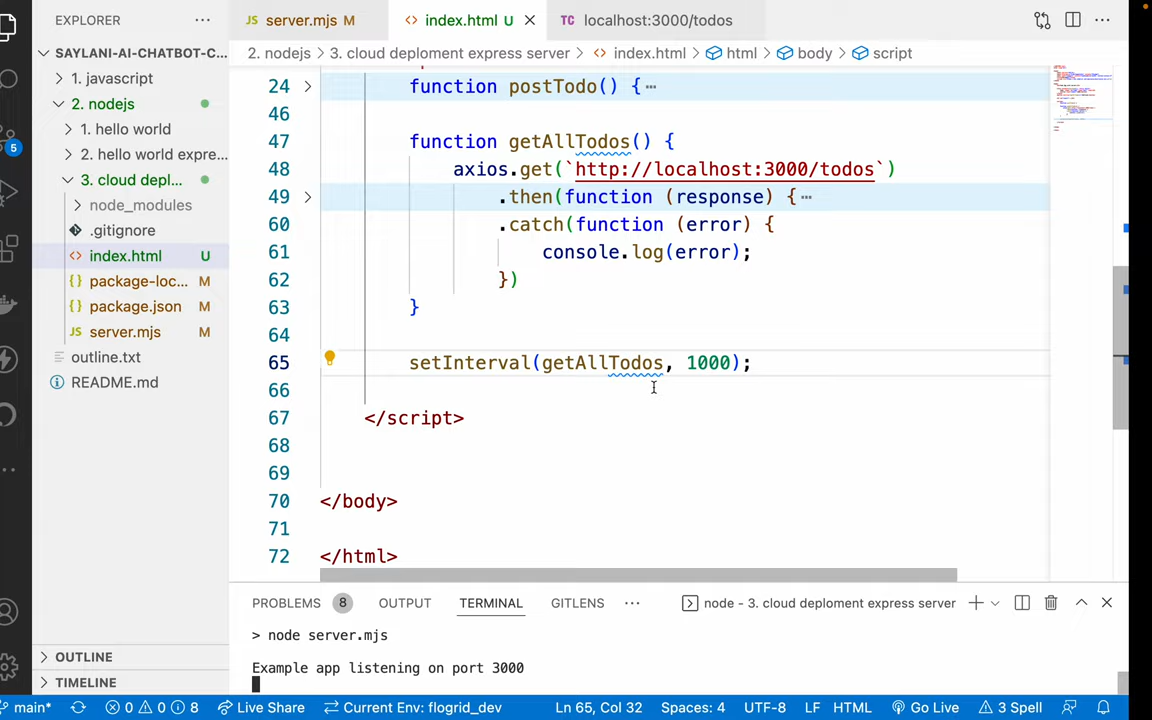 EXPLORER
SAYLANI-AI-CHATBOT-C...
1. javascript
2. nodejs
1. hello world
2. hello world expre...
3. cloud depl...
node_modules
.gitignore
index.html U
package-loc... M
package.json M
server.mjs M
outline.txt
README.md
OUTLINE
TIMELINE
5
server.mjs M
index.html U
TC localhost:3000/todos
2. nodejs > 3. cloud deploment express server > index.html > html > body > script
24 function postTodo() {
46
47 function getAllTodos() {
48 axios.get(`http://localhost:3000/todos`)
49 .then(function (response) {
60 .catch(function (error) {
61 console.log(error);
62 })
63 }
64
65 setInterval(getAllTodos, 1000);
66
67 </script>
68
69
70 </body>
71
72 </html>
PROBLEMS 8 OUTPUT TERMINAL GITLENS node - 3. cloud deploment express server
> node server.mjs
Example app listening on port 3000
main* 0 0 8 Live Share Current Env: flogrid_dev Ln 65, Col 32 Spaces: 4 UTF-8 LF HTML Go Live 3 Spell